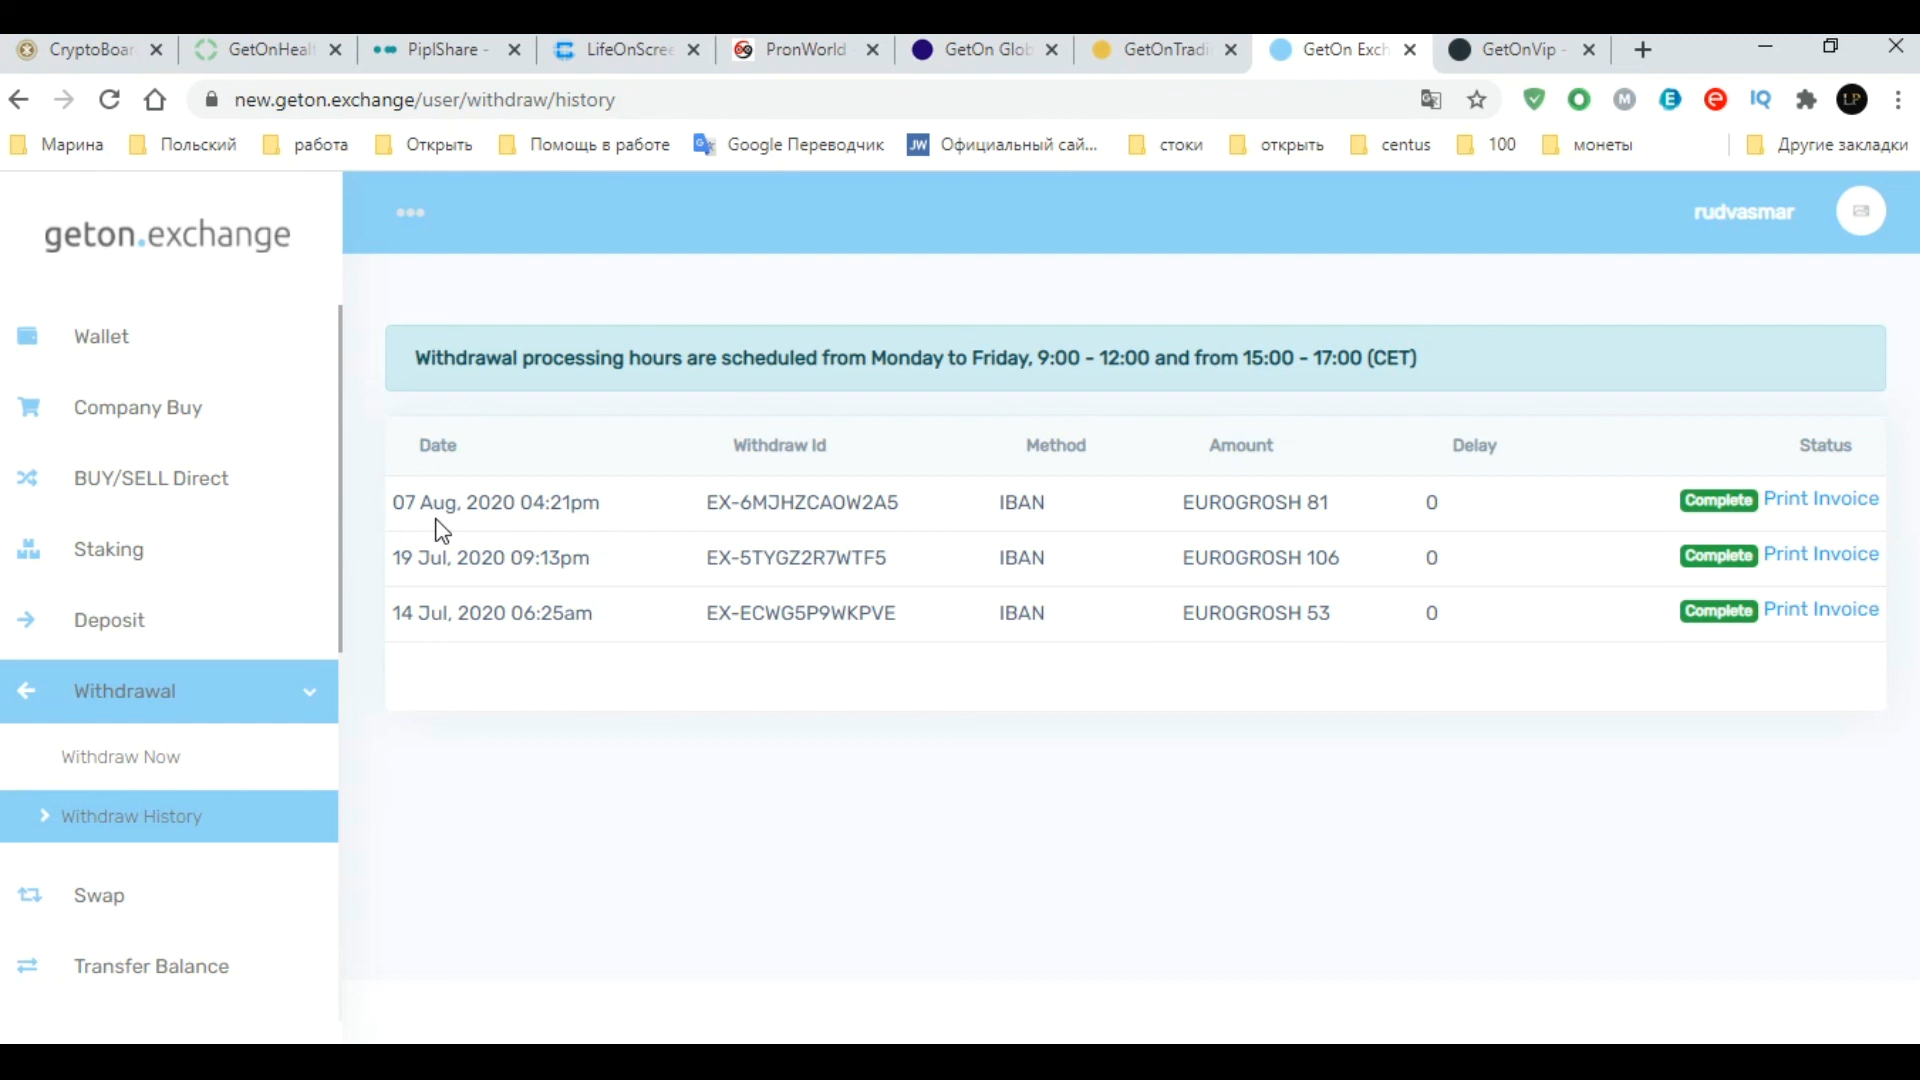 CryptoBoar GetOnHealt PiplShare - LifeOnScree PronWorld GetOn Glob GetOnTradi GetOn Exch GetOnVip -
new.geton.exchange/user/withdraw/history
Марина Польский работа Открыть Помощь в работе Google Переводчик JW Официальный сай... стоки открыть centus 100 монеты Другие закладки
geton.exchange
rudvasmar
Wallet
Company Buy
BUY/SELL Direct
Staking
Deposit
Withdrawal
Withdraw Now
Withdraw History
Swap
Transfer Balance
Withdrawal processing hours are scheduled from Monday to Friday, 9:00 - 12:00 and from 15:00 - 17:00 (CET)
Date Withdraw Id Method Amount Delay Status
07 Aug, 2020 04:21pm EX-6MJHZCAOW2A5 IBAN EUROGROSH 81 0 Complete Print Invoice
19 Jul, 2020 09:13pm EX-5TYGZ2R7WTF5 IBAN EUROGROSH 106 0 Complete Print Invoice
14 Jul, 2020 06:25am EX-ECWG5P9WKPVE IBAN EUROGROSH 53 0 Complete Print Invoice